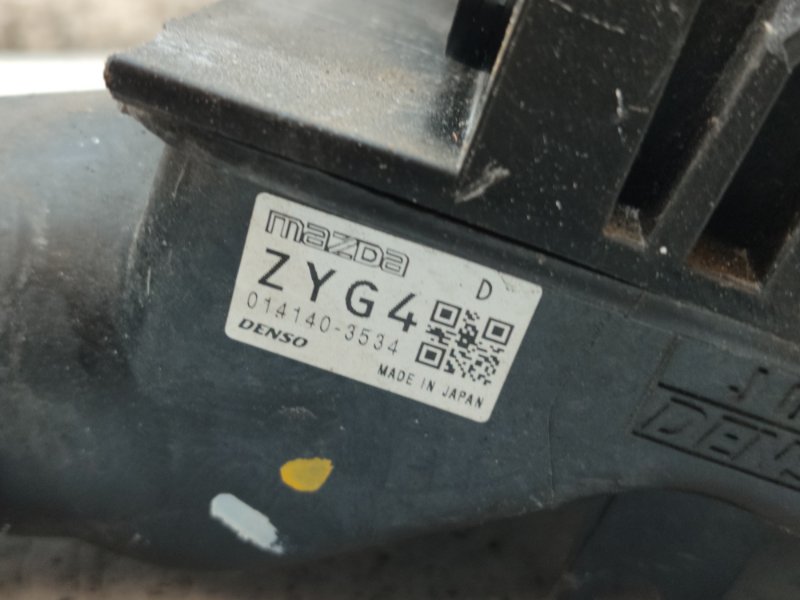 mazda
D
ZYG4
014140-3534
DENSO
MADE IN JAPAN